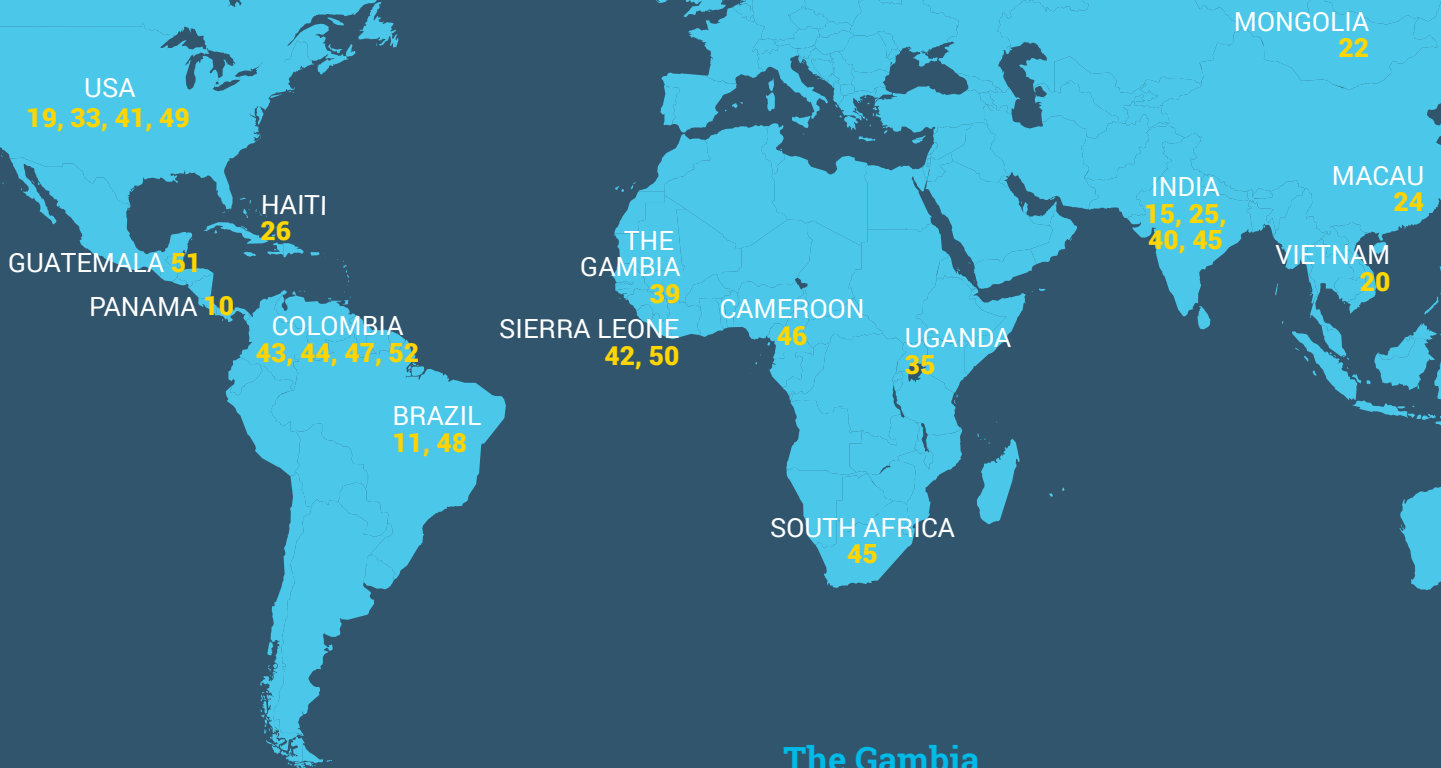 MONGOLIA
22
USA
19, 33, 41, 49
MACAU
24
INDIA
15, 25,
40, 45
HAITI
26
THE
GAMBIA
39
VIETNAM
20
GUATEMALA 51
PANAMA 10
CAMEROON
46
COLOMBIA
43, 44, 47, 52
SIERRA LEONE
42, 50
UGANDA
35
BRAZIL
11, 48
SOUTH AFRICA
45
The Gambia